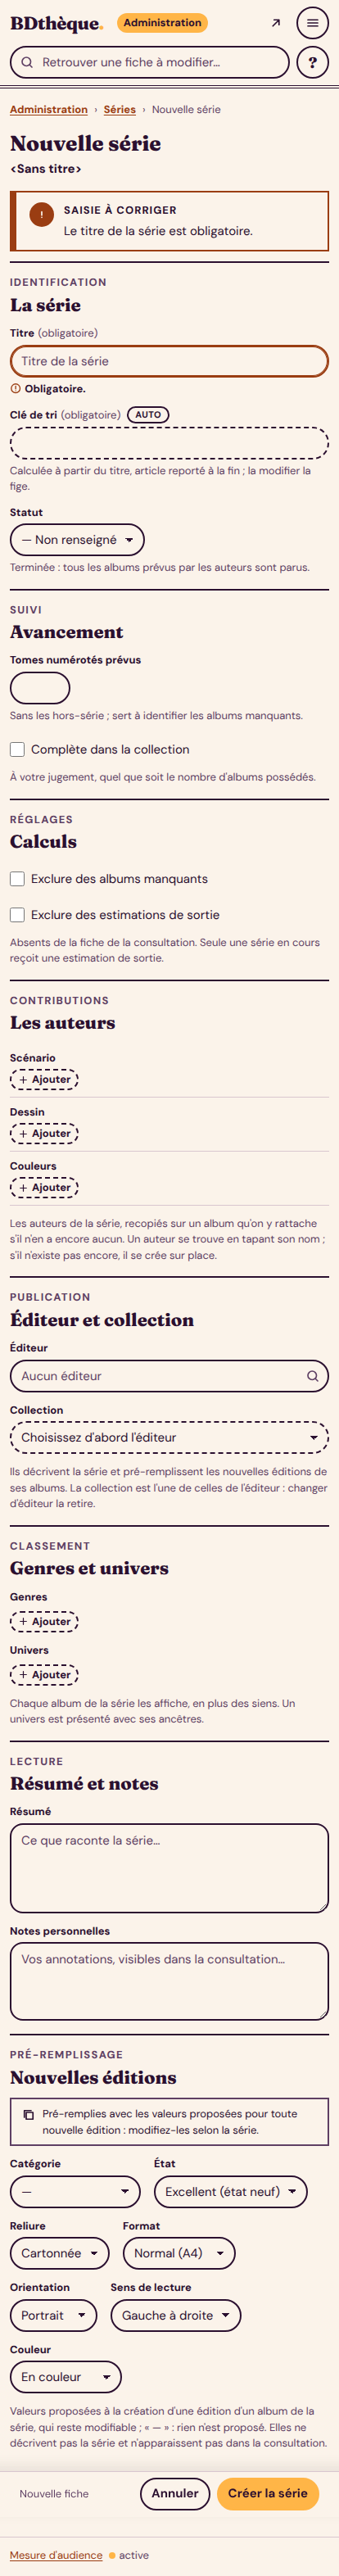 BDthèque.
Administration
Retrouver une fiche à modifier...
?
Administration › Séries › Nouvelle série
Nouvelle série
<Sans titre>
!
SAISIE À CORRIGER
Le titre de la série est obligatoire.
IDENTIFICATION
La série
Titre (obligatoire)
Titre de la série
Obligatoire.
Clé de tri (obligatoire) AUTO
Calculée à partir du titre, article reporté à la fin ; la modifier la
fige.
Statut
— Non renseigné
Terminée : tous les albums prévus par les auteurs sont parus.
SUIVI
Avancement
Tomes numérotés prévus
Sans les hors-série ; sert à identifier les albums manquants.
Complète dans la collection
À votre jugement, quel que soit le nombre d'albums possédés.
RÉGLAGES
Calculs
Exclure des albums manquants
Exclure des estimations de sortie
Absents de la fiche de la consultation. Seule une série en cours
reçoit une estimation de sortie.
CONTRIBUTIONS
Les auteurs
Scénario
+ Ajouter
Dessin
+ Ajouter
Couleurs
+ Ajouter
Les auteurs de la série, recopiés sur un album qu'on y rattache
s'il n'en a encore aucun. Un auteur se trouve en tapant son nom ;
s'il n'existe pas encore, il se crée sur place.
PUBLICATION
Éditeur et collection
Éditeur
Aucun éditeur
Collection
Choisissez d'abord l'éditeur
Ils décrivent la série et pré-remplissent les nouvelles éditions de
ses albums. La collection est l'une de celles de l'éditeur : changer
d'éditeur la retire.
CLASSEMENT
Genres et univers
Genres
+ Ajouter
Univers
+ Ajouter
Chaque album de la série les affiche, en plus des siens. Un
univers est présenté avec ses ancêtres.
LECTURE
Résumé et notes
Résumé
Ce que raconte la série...
Notes personnelles
Vos annotations, visibles dans la consultation...
PRÉ-REMPLISSAGE
Nouvelles éditions
Pré-remplies avec les valeurs proposées pour toute
nouvelle édition : modifiez-les selon la série.
Catégorie État
— Excellent (état neuf)
Reliure Format
Cartonnée Normal (A4)
Orientation Sens de lecture
Portrait Gauche à droite
Couleur
En couleur
Valeurs proposées à la création d'une édition d'un album de la
série, qui reste modifiable ; « — » : rien n'est proposé. Elles ne
décrivent pas la série et n'apparaissent pas dans la consultation.
Nouvelle fiche Annuler Créer la série
Mesure d'audience active